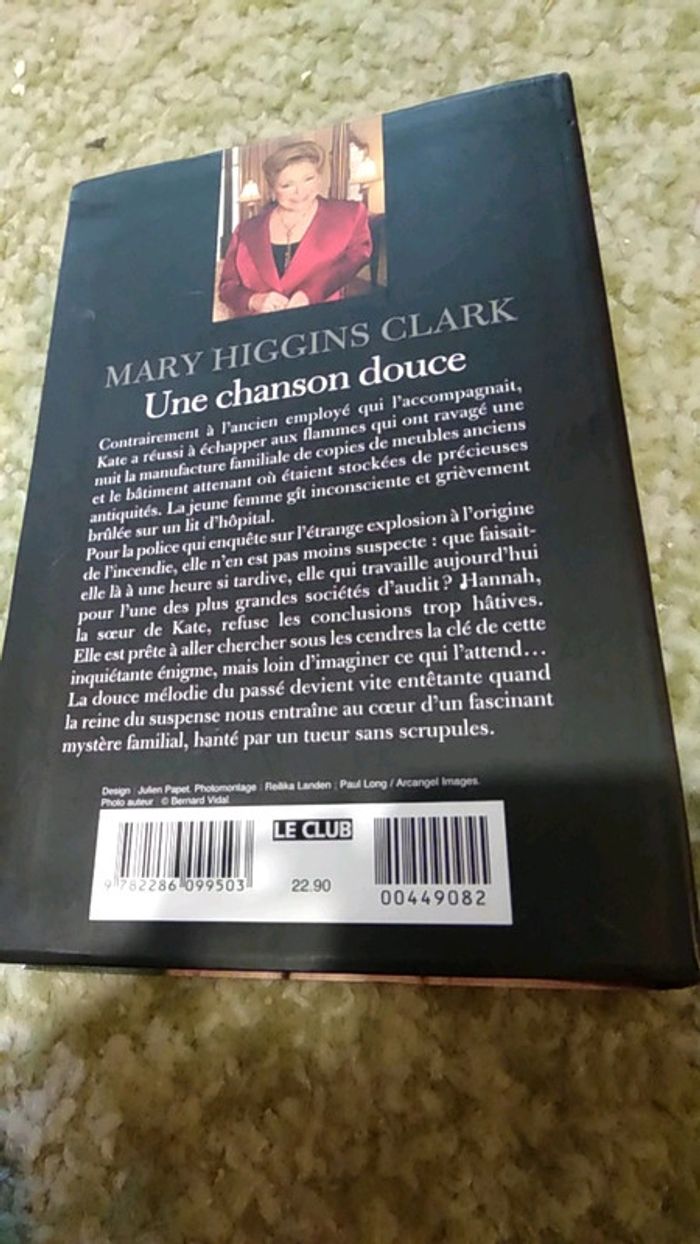 MARY HIGGINS CLARK
Une chanson douce
Contrairement à l'ancien employé qui l'accompagnait,
Kate a réussi à échapper aux flammes qui ont ravagé une
nuit la manufacture familiale de copies de meubles anciens
et le bâtiment attenant où étaient stockées de précieuses
antiquités. La jeune femme gît inconsciente et grièvement
brûlée sur un lit d'hôpital.
Pour la police qui enquête sur l'étrange explosion à l'origine
de l'incendie, elle n'en est pas moins suspecte : que faisait-
elle là à une heure si tardive, elle qui travaille aujourd'hui
pour l'une des plus grandes sociétés d'audit ? Hannah,
la sœur de Kate, refuse les conclusions trop hâtives.
Elle est prête à aller chercher sous les cendres la clé de cette
inquiétante énigme, mais loin d'imaginer ce qui l'attend...
La douce mélodie du passé devient vite entêtante quand
la reine du suspense nous entraîne au cœur d'un fascinant
mystère familial, hanté par un tueur sans scrupules.
Design : Julien Papet. Photomontage : Reilika Landen ; Paul Long / Arcangel Images.
Photo auteur : © Bernard Vidal
LE CLUB
9 782286 099503
22.90
00449082